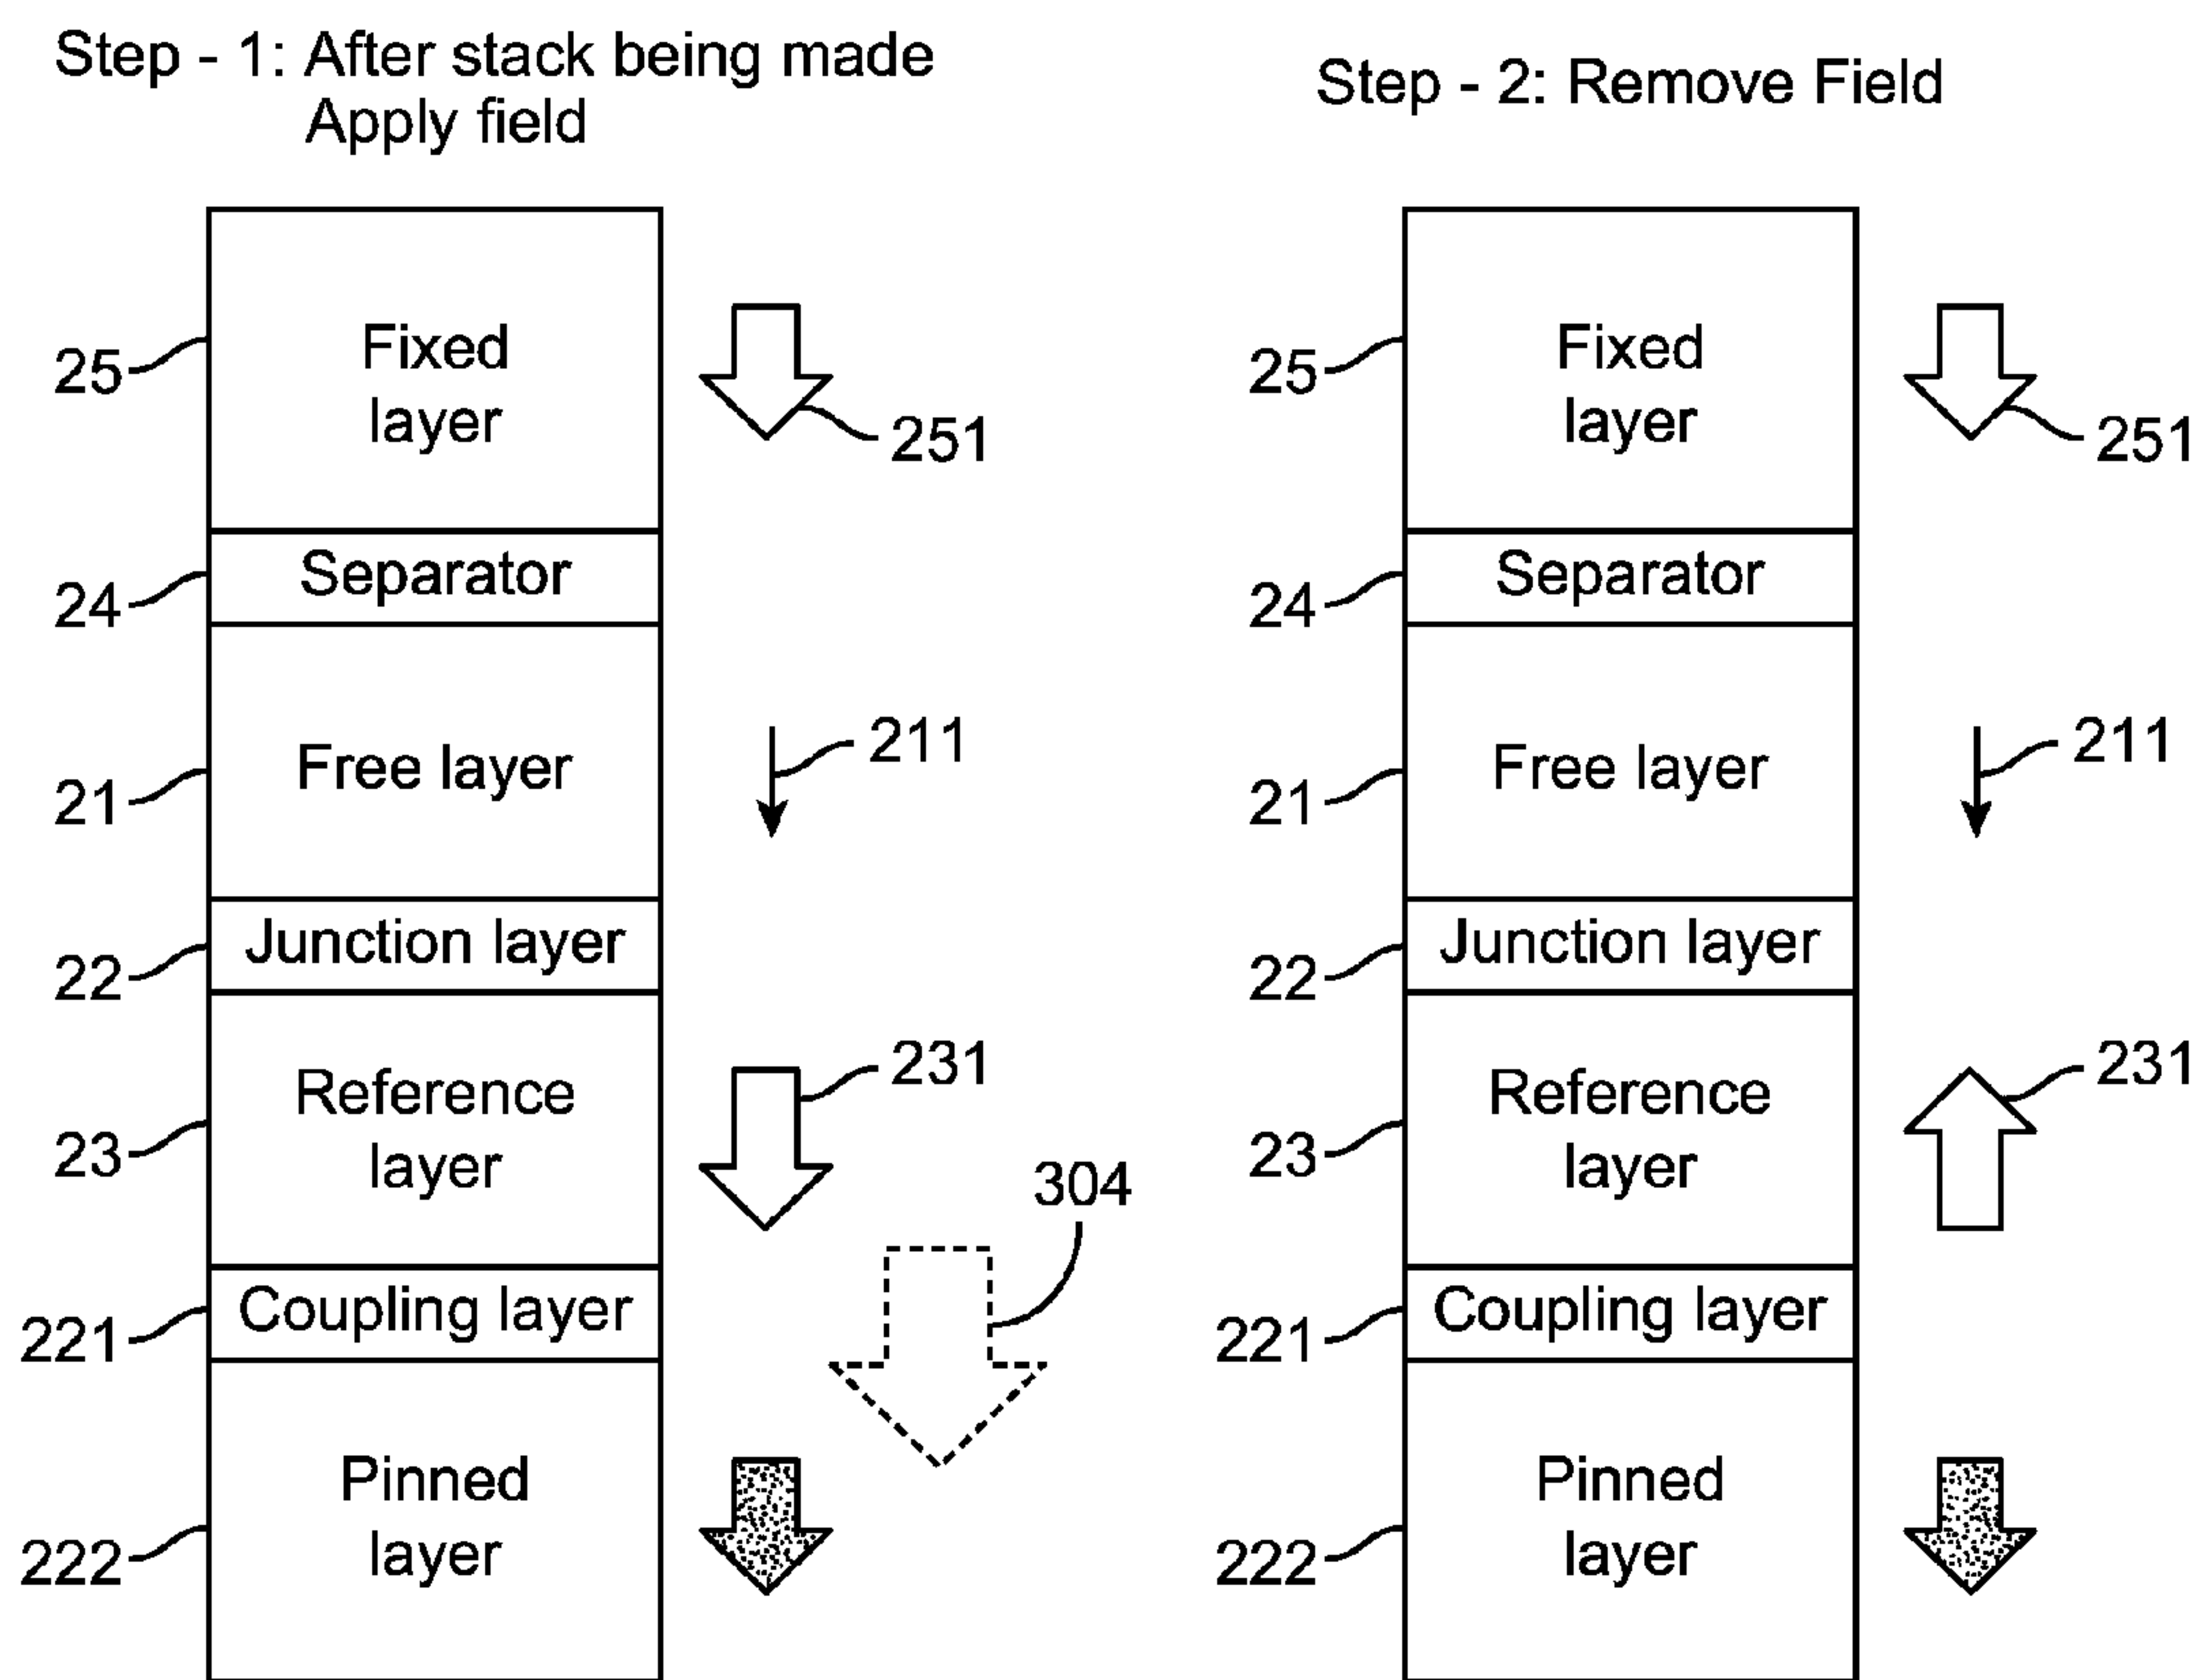 Step - 1: After stack being made
Apply field
25
Fixed
layer
251
24
Separator
21
Free layer
211
22
Junction layer
23
Reference
layer
231
304
221
Coupling layer
222
Pinned
layer
Step - 2: Remove Field
25
Fixed
layer
251
24
Separator
21
Free layer
211
22
Junction layer
23
Reference
layer
231
221
Coupling layer
222
Pinned
layer